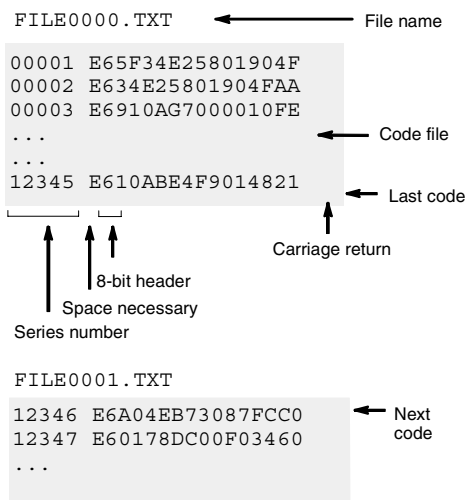 FILE0000.TXT
File name
00001 E65F34E25801904F
00002 E634E25801904FAA
00003 E6910AG7000010FE
...
Code file
...
12345 E610ABE4F9014821
Last code
Carriage return
8-bit header
Space necessary
Series number
FILE0001.TXT
12346 E6A04EB73087FCC0
Next
code
12347 E60178DC00F03460
...